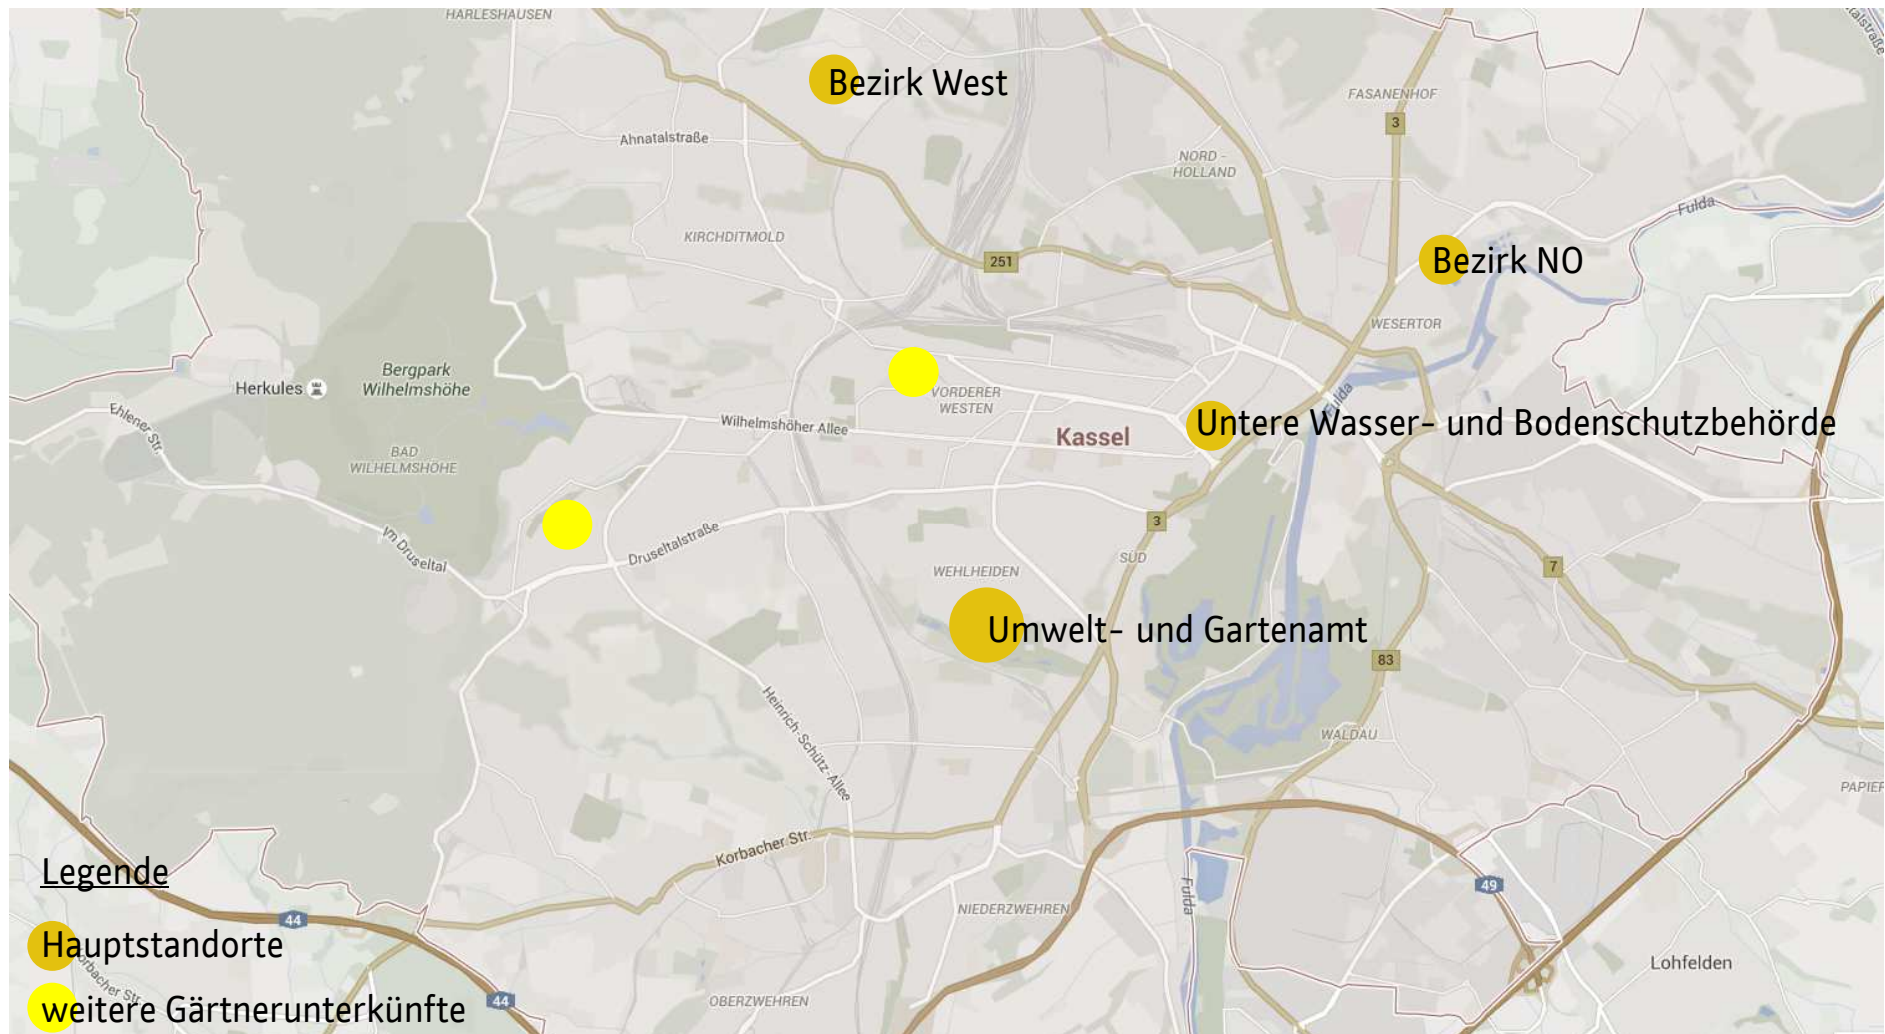 HARLESHAUSEN
Bezirk West
FASANENHOF
3
Ahnatalstraße
NORD -
HOLLAND
Fulda
KIRCHDITMOLD
251
Bezirk NO
WESERTOR
Bergpark
Wilhelmshöhe
Herkules
Fulda
VORDERER
WESTEN
Ehlener Str.
Wilhelmshöher Allee
Kassel
Untere Wasser- und Bodenschutzbehörde
BAD
WILHELMSHÖHE
3
Druseltalstraße
Im Druseltal
SÜD
7
WEHLHEIDEN
Umwelt- und Gartenamt
83
Heinrich-Schütz-Allee
WALDAU
PAPIER
Korbacher Str.
Legende
49
Fulda
44
NIEDERZWEHREN
Hauptstandorte
Lohfelden
Korbacher Str.
44
OBERZWEHREN
weitere Gärtnerunterkünfte